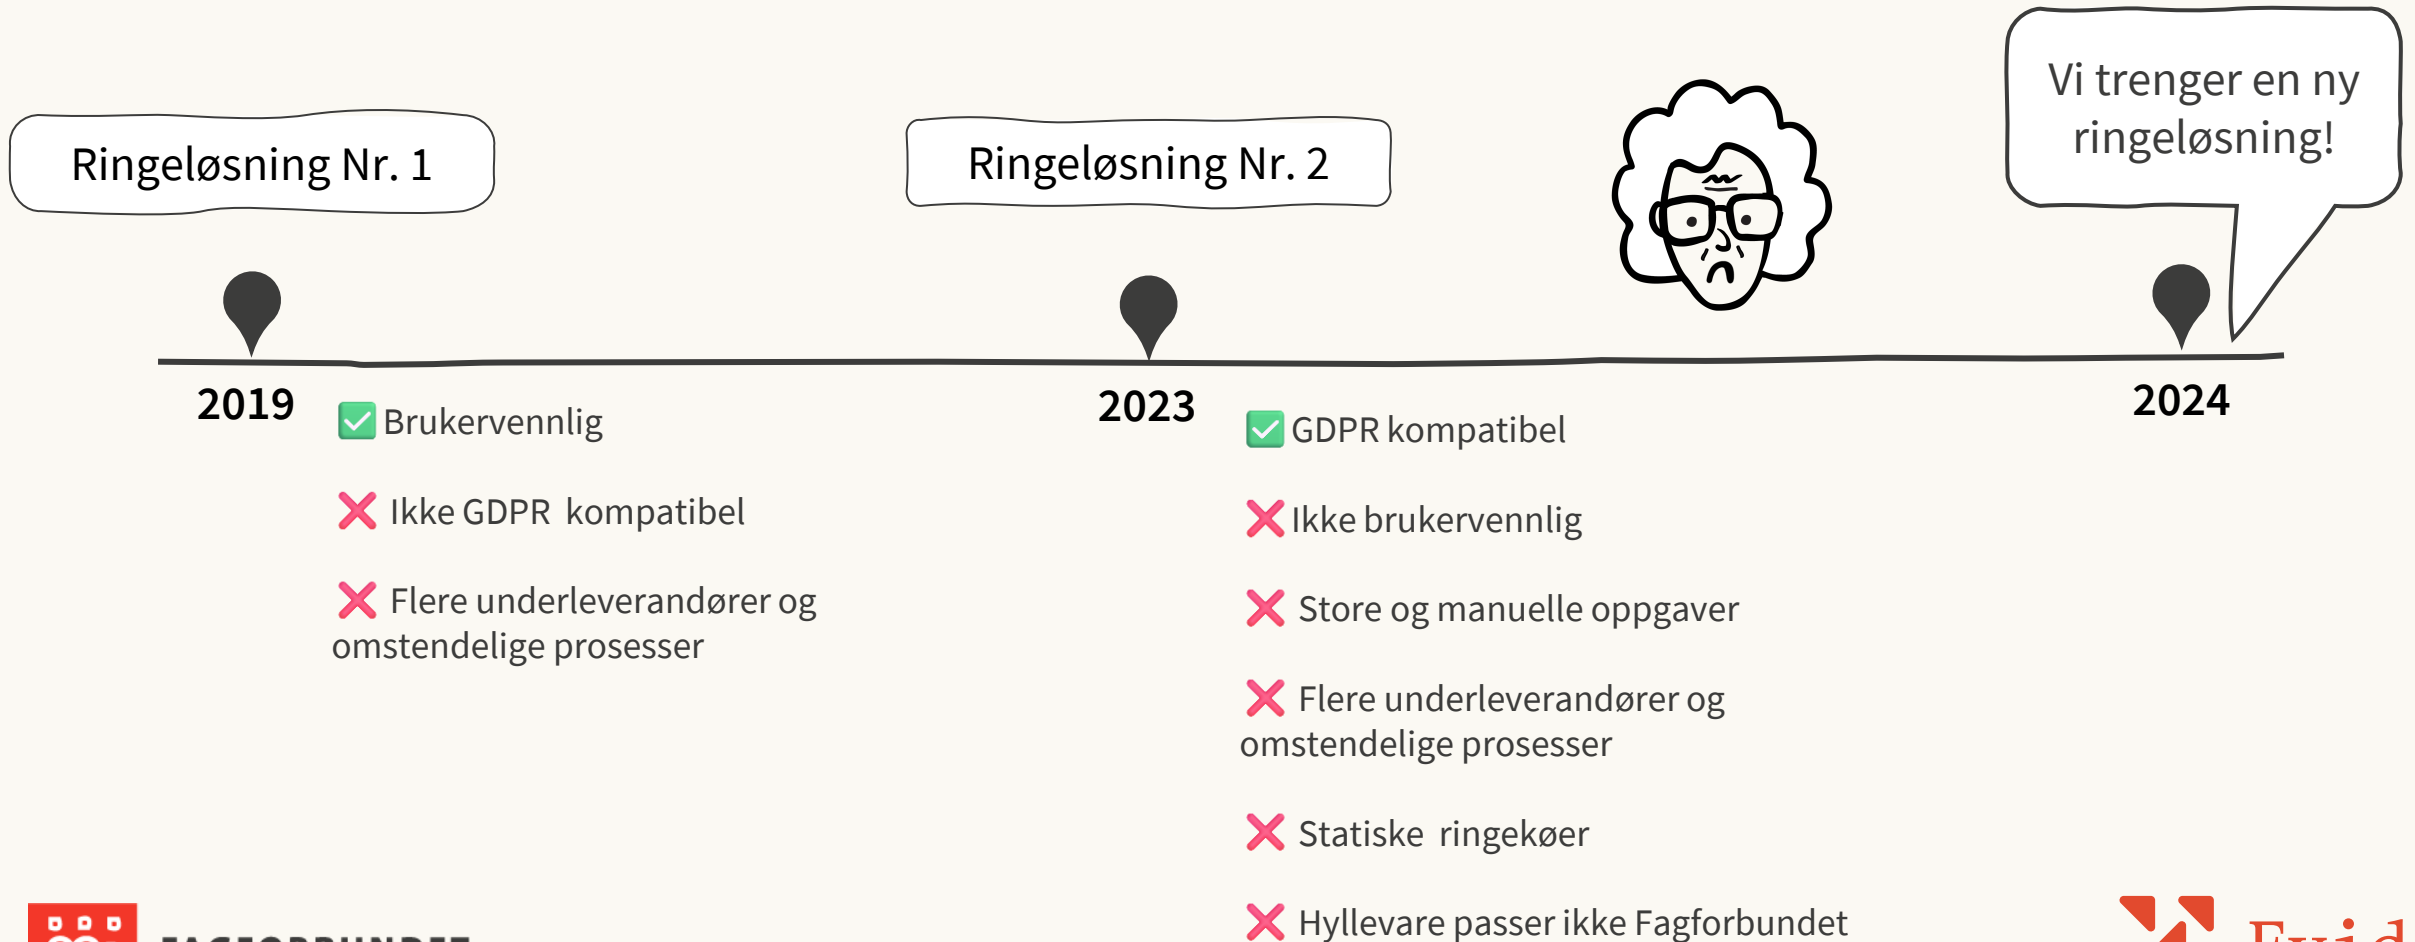 Ringeløsning Nr. 1
Ringeløsning Nr. 2
Vi trenger en ny
ringeløsning!
2019
✅ Brukervennlig
❌ Ikke GDPR kompatibel
❌ Flere underleverandører og
omstendelige prosesser
2023
✅ GDPR kompatibel
❌ Ikke brukervennlig
❌ Store og manuelle oppgaver
❌ Flere underleverandører og
omstendelige prosesser
❌ Statiske ringekøer
❌ Hyllevare passer ikke Fagforbundet
2024
FAGFORBUNDET